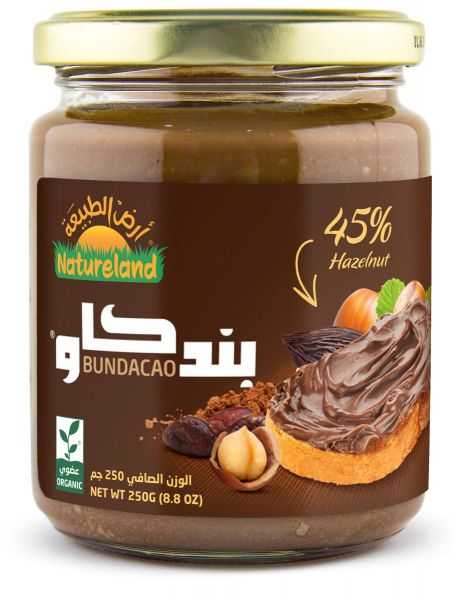 أرض الطبيعة
Natureland
45%
Hazelnut
بندكاو
BUNDACAO
عضوي
ORGANIC
الوزن الصافي 250 جم
NET WT 250G (8.8 OZ)